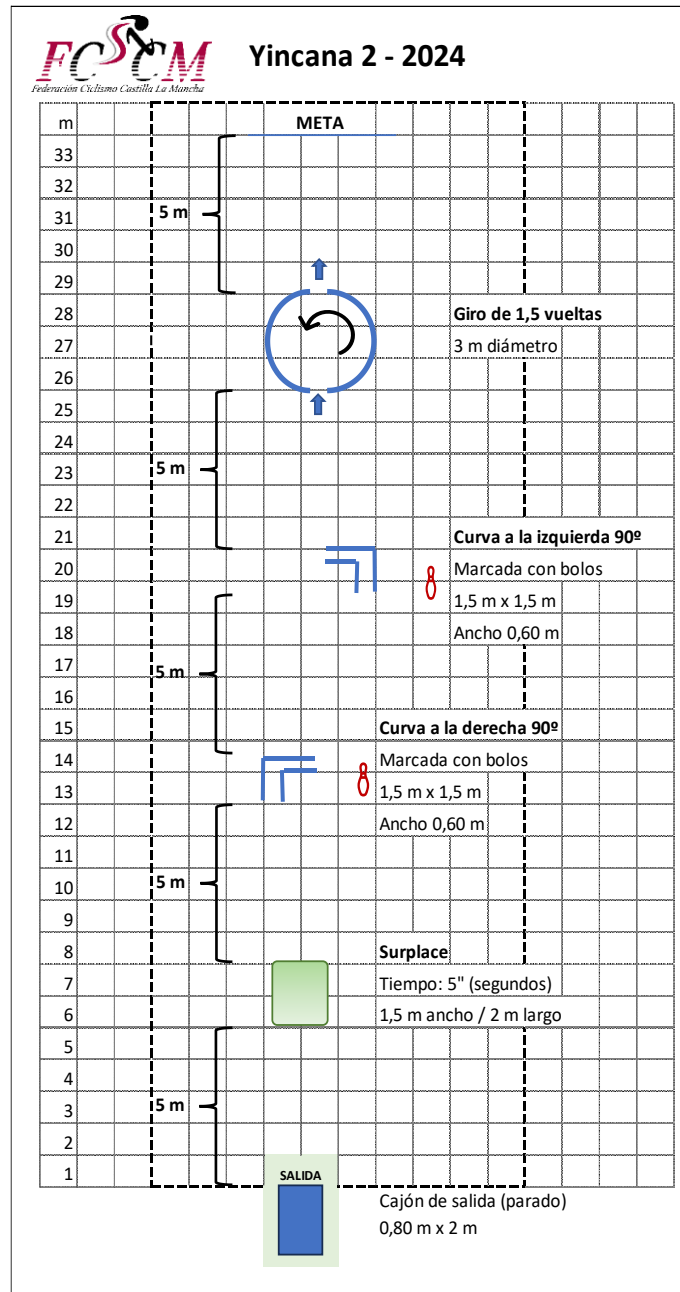 FCSCM
Federación Ciclismo Castilla La Mancha
Yincana 2 - 2024
m
META
33
32
31
5 m
30
29
28
Giro de 1,5 vueltas
27
3 m diámetro
26
25
24
23
5 m
22
21
Curva a la izquierda 90º
20
Marcada con bolos
19
1,5 m x 1,5 m
18
Ancho 0,60 m
17
5 m
16
15
Curva a la derecha 90º
14
Marcada con bolos
13
1,5 m x 1,5 m
12
Ancho 0,60 m
11
10
5 m
9
8
Surplace
7
Tiempo: 5" (segundos)
6
1,5 m ancho / 2 m largo
5
4
3
5 m
2
1
SALIDA
Cajón de salida (parado)
0,80 m x 2 m